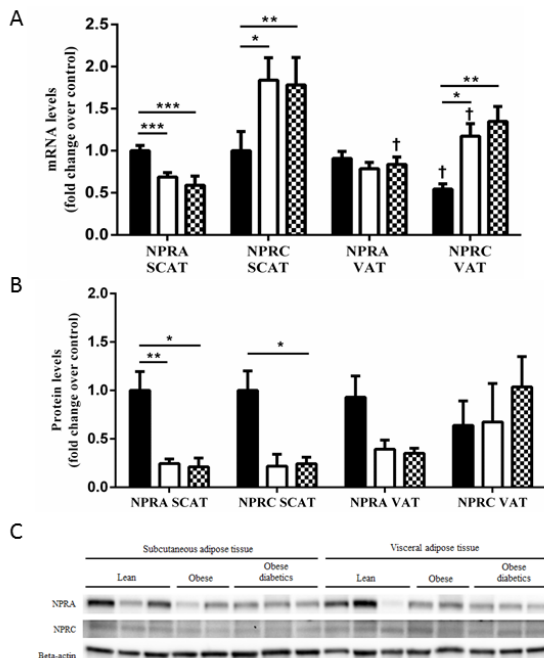 A
mRNA levels
(fold change over control)
2.5
2.0
1.5
1.0
0.5
0.0
***
***
**
*
†
**
*
†
†
NPRA
SCAT
NPRC
SCAT
NPRA
VAT
NPRC
VAT
B
Protein levels
(fold change over control)
2.0
1.5
1.0
0.5
0.0
*
**
*
NPRA SCAT
NPRC SCAT
NPRA VAT
NPRC VAT
C
Subcutaneous adipose tissue
Visceral adipose tissue
Lean
Obese
Obese
diabetics
Lean
Obese
Obese
diabetics
NPRA
NPRC
Beta-actin